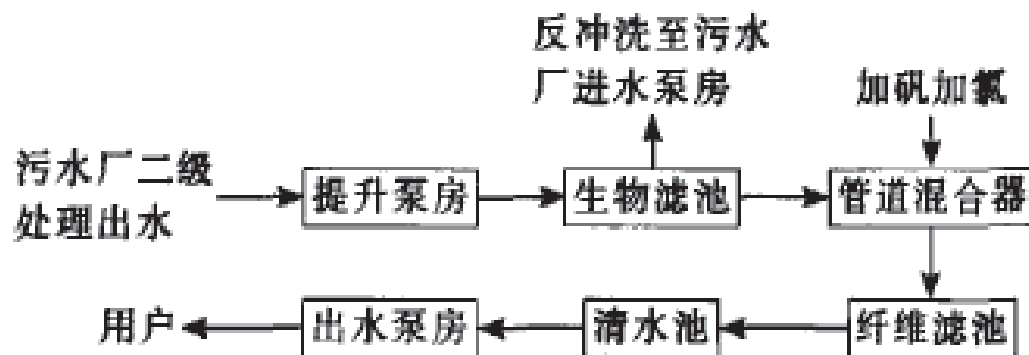 反冲洗至污水
厂进水泵房
加矾加氯
污水厂二级
处理出水
提升泵房
生物滤池
管道混合器
用户
出水泵房
清水池
纤维滤池